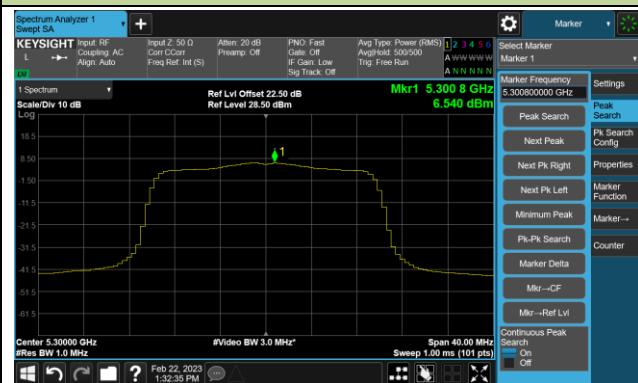 Spectrum Analyzer 1
Swept SA
Marker
KEYSIGHT
L
Input: RF
Coupling: AC
Align: Auto
Input Z: 50 Ω
Corr CCorr
Freq Ref: Int (S)
Atten: 20 dB
Preamp: Off
PNO: Fast
Gate: Off
IF Gain: Low
Sig Track: Off
Avg Type: Power (RMS)
Avg|Hold: 500/500
Trig: Free Run
1 2 3 4 5 6
A W W W W W
A N N N N N
Select Marker
Marker 1
1 Spectrum
Scale/Div 10 dB
Log
Ref Lvl Offset 22.50 dB
Ref Level 28.50 dBm
Mkr1 5.300 8 GHz
6.540 dBm
18.5
8.50
-1.50
-11.5
-21.5
-31.5
-41.5
-51.5
-61.5
1
Center 5.30000 GHz
#Res BW 1.0 MHz
#Video BW 3.0 MHz*
Span 40.00 MHz
Sweep 1.00 ms (101 pts)
Feb 22, 2023
1:32:35 PM
Marker Frequency
5.300800000 GHz
Peak Search
Next Peak
Next Pk Right
Next Pk Left
Minimum Peak
Pk-Pk Search
Marker Delta
Mkr→CF
Mkr→Ref Lvl
Continuous Peak
Search
On
Off
Settings
Peak
Search
Pk Search
Config
Properties
Marker
Function
Marker→
Counter